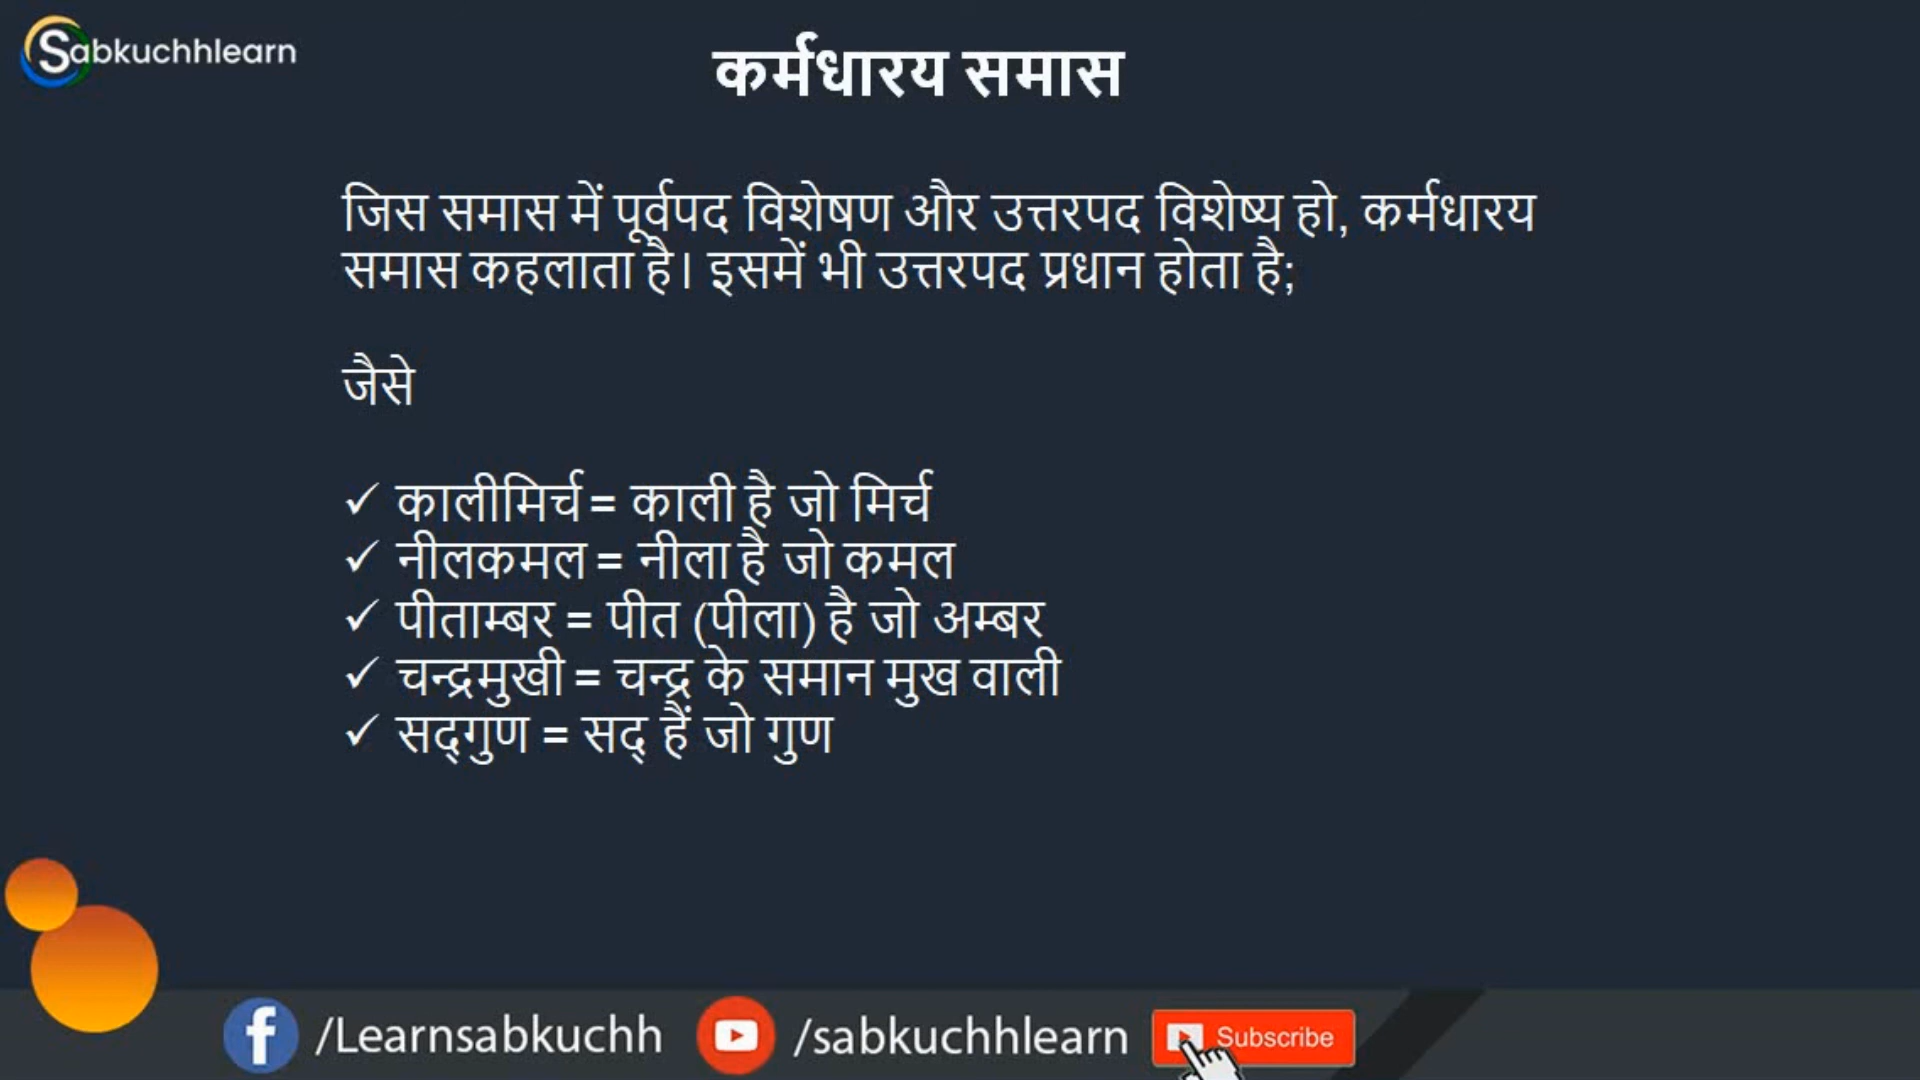 Sabkuchhlearn
कर्मधारय समास
जिस समास में पूर्वपद विशेषण और उत्तरपद विशेष्य हो, कर्मधारय
समास कहलाता है। इसमें भी उत्तरपद प्रधान होता है;
जैसे
✓ कालीमिर्च = काली है जो मिर्च
✓ नीलकमल = नीला है जो कमल
✓ पीताम्बर = पीत (पीला) है जो अम्बर
✓ चन्द्रमुखी = चन्द्र के समान मुख वाली
✓ सद्‌गुण = सद् हैं जो गुण
/Learnsabkuchh /sabkuchhlearn Subscribe